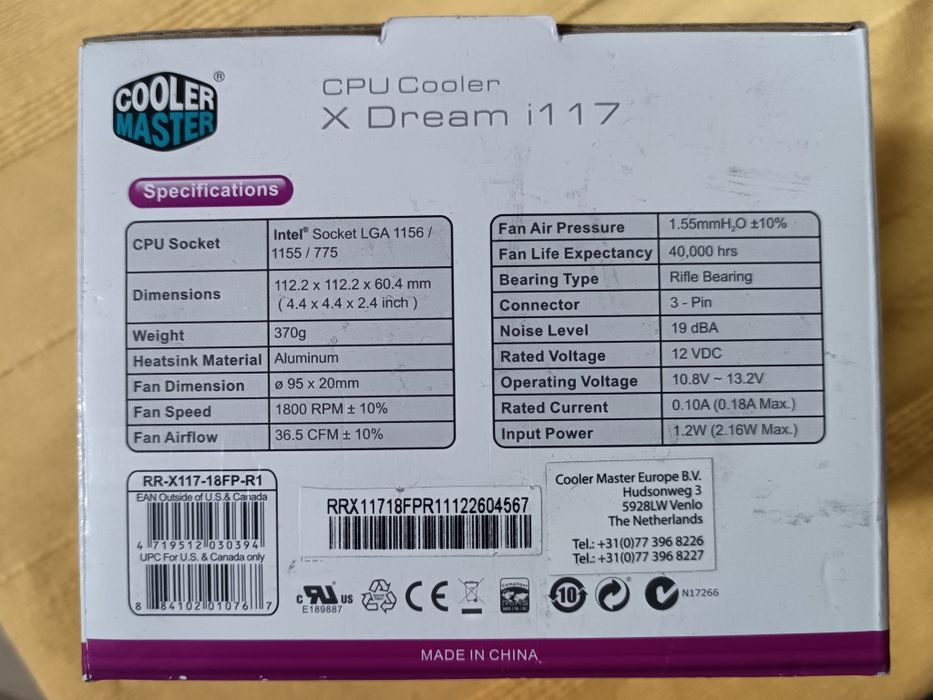 COOLER
MASTER
®
CPU Cooler
X Dream i117
Specifications
CPU Socket
Intel® Socket LGA 1156 /
1155 / 775
Dimensions
112.2 x 112.2 x 60.4 mm
( 4.4 x 4.4 x 2.4 inch )
Weight 370g
Heatsink Material Aluminum
Fan Dimension ø 95 x 20mm
Fan Speed 1800 RPM ± 10%
Fan Airflow 36.5 CFM ± 10%
Fan Air Pressure 1.55mmH₂O ±10%
Fan Life Expectancy 40,000 hrs
Bearing Type Rifle Bearing
Connector 3 - Pin
Noise Level 19 dBA
Rated Voltage 12 VDC
Operating Voltage 10.8V ~ 13.2V
Rated Current 0.10A (0.18A Max.)
Input Power 1.2W (2.16W Max.)
RR-X117-18FP-R1
EAN Outside of U.S.& Canada
4 719512 030394
UPC For U.S. & Canada only
8 84102 01076 7
RRX11718FPR11122604567
Cooler Master Europe B.V.
Hudsonweg 3
5928LW Venlo
The Netherlands
Tel.: +31(0)77 396 8226
Tel.: +31(0)77 396 8227
c RU US
E189887
CE
10
N17266
MADE IN CHINA